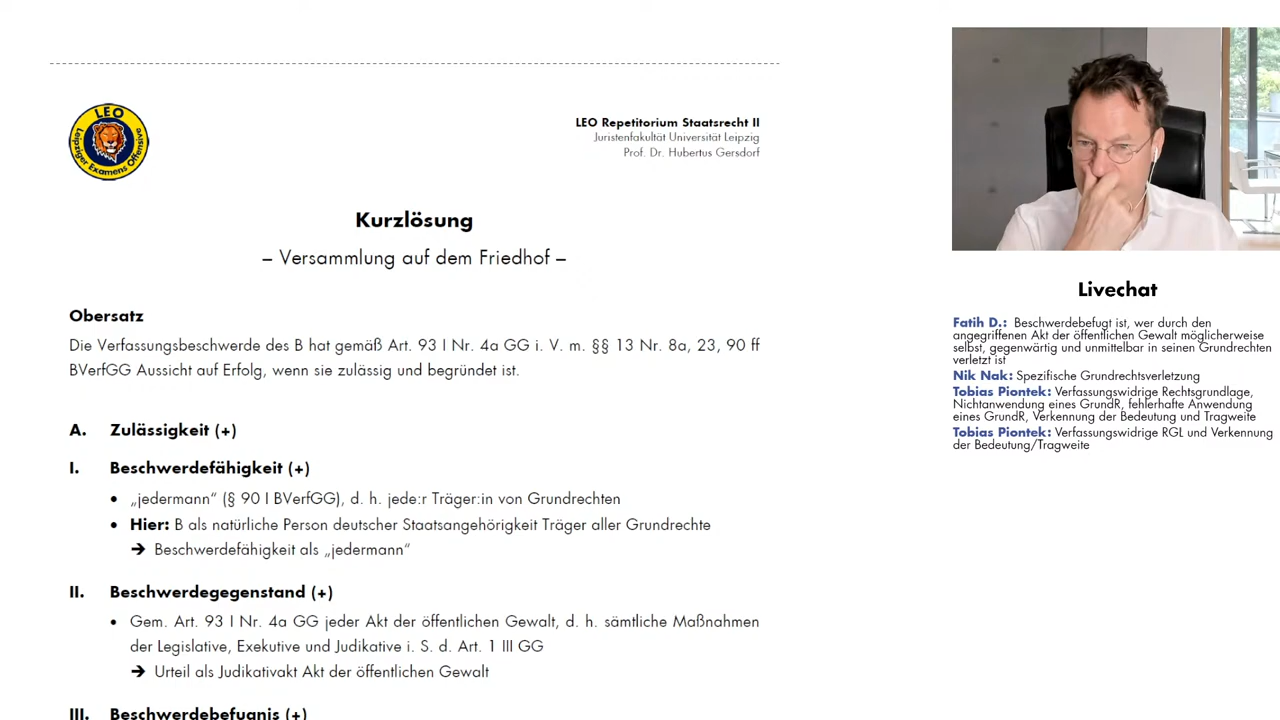 LEO
Leipziger Examens Offensive
LEO Repetitorium Staatsrecht II
Juristenfakultät Universität Leipzig
Prof. Dr. Hubertus Gersdorf
Kurzlösung
– Versammlung auf dem Friedhof –
Obersatz
Die Verfassungsbeschwerde des B hat gemäß Art. 93 I Nr. 4a GG i. V. m. §§ 13 Nr. 8a, 23, 90 ff
BVerfGG Aussicht auf Erfolg, wenn sie zulässig und begründet ist.
A. Zulässigkeit (+)
I. Beschwerdefähigkeit (+)
• „jedermann“ (§ 90 I BVerfGG), d. h. jede:r Träger:in von Grundrechten
• Hier: B als natürliche Person deutscher Staatsangehörigkeit Träger aller Grundrechte
➔ Beschwerdefähigkeit als „jedermann“
II. Beschwerdegegenstand (+)
• Gem. Art. 93 I Nr. 4a GG jeder Akt der öffentlichen Gewalt, d. h. sämtliche Maßnahmen
der Legislative, Exekutive und Judikative i. S. d. Art. 1 III GG
➔ Urteil als Judikativakt Akt der öffentlichen Gewalt
III. Beschwerdebefugnis (+)
Livechat
Fatih D.: Beschwerdebefugt ist, wer durch den
angegriffenen Akt der öffentlichen Gewalt möglicherweise
selbst, gegenwärtig und unmittelbar in seinen Grundrechten
verletzt ist
Nik Nak: Spezifische Grundrechtsverletzung
Tobias Piontek: Verfassungswidrige Rechtsgrundlage,
Nichtanwendung eines GrundR, fehlerhafte Anwendung
eines GrundR, Verkennung der Bedeutung und Tragweite
Tobias Piontek: Verfassungswidrige RGL und Verkennung
der Bedeutung/Tragweite